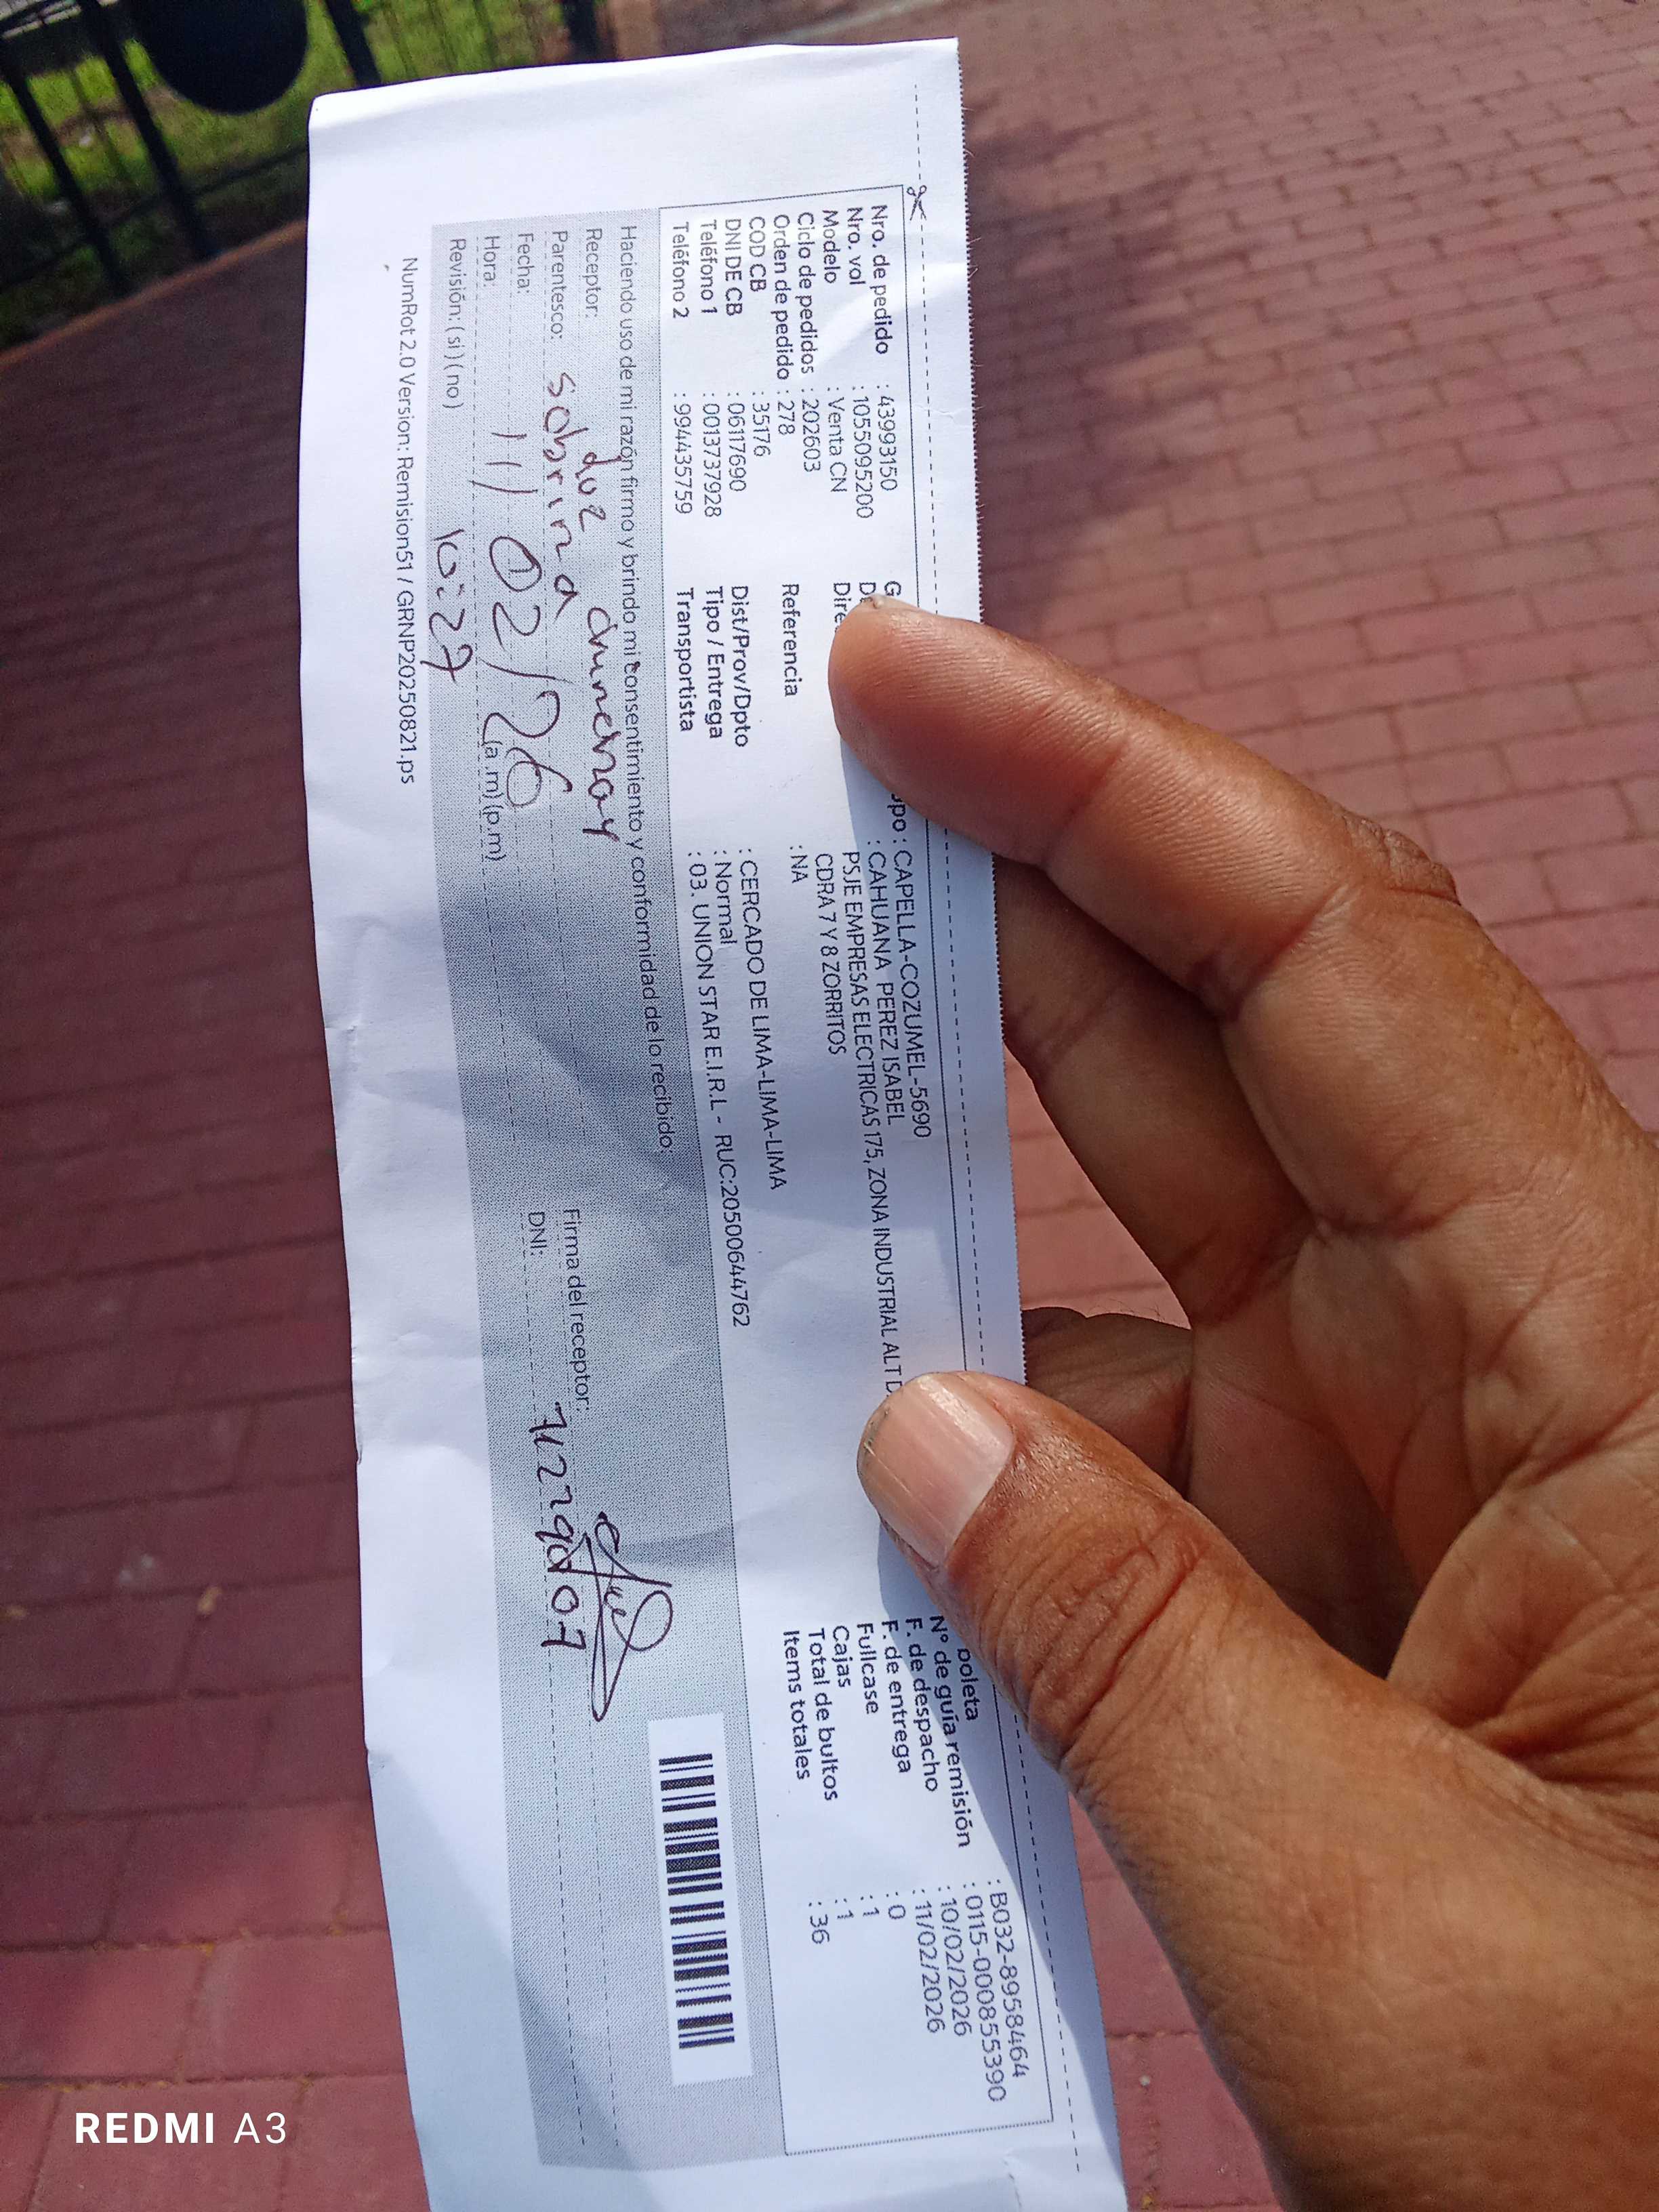 Nro. de pedido : 43993150
Nro. vol : 1055095200
Modelo : Venta CN
Ciclo de pedidos : 202603
Orden de pedido : 278
COD CB : 35176
DNI DE CB : 06117690
Teléfono 1 : 0013737928
Teléfono 2 : 994435759
: CAPELLA-COZUMEL-5690
: CAHUANA PEREZ ISABEL
PSJE EMPRESAS ELECTRICAS 175, ZONA INDUSTRIAL ALT
CDRA 7 Y 8 ZORRITOS
Referencia : NA
Dist/Prov/Dpto : CERCADO DE LIMA-LIMA-LIMA
Tipo / Entrega : Normal
Transportista : 03. UNION STAR E.I.R.L - RUC:20500644762
boleta : B032-8958464
N° de guía remisión : 0115-000855390
F. de despacho : 10/02/2026
F. de entrega : 11/02/2026
Fullcase : 0
Cajas : 1
Total de bultos : 1
Items totales : 36
Haciendo uso de mi razón firmo y brindo mi consentimiento y conformidad de lo recibido:
Receptor: Luz
Parentesco: Sobrina
Fecha: 11/02/26
Hora: 10:27 (a.m) (p.m)
Revisión: (si) (no)
Firma del receptor:
DNI:
NumRot 2.0 Version: Remision51 / GRNP20250821.ps
REDMI A3